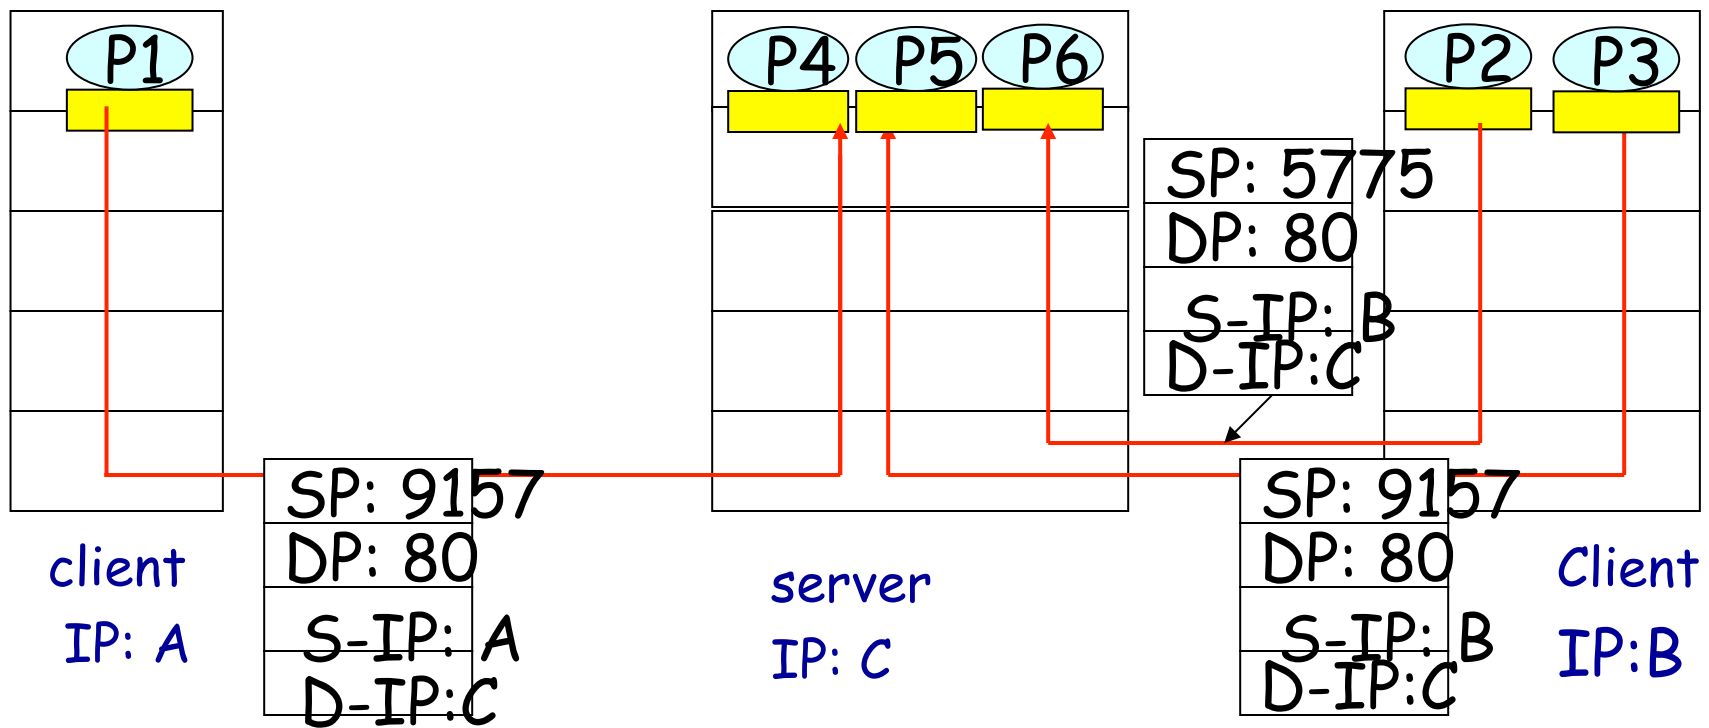 P1
P4
P5
P6
P2
P3
SP: 5775
DP: 80
S-IP: B
D-IP:C
SP: 9157
DP: 80
S-IP: A
D-IP:C
SP: 9157
DP: 80
S-IP: B
D-IP:C
client
IP: A
server
IP: C
Client
IP:B